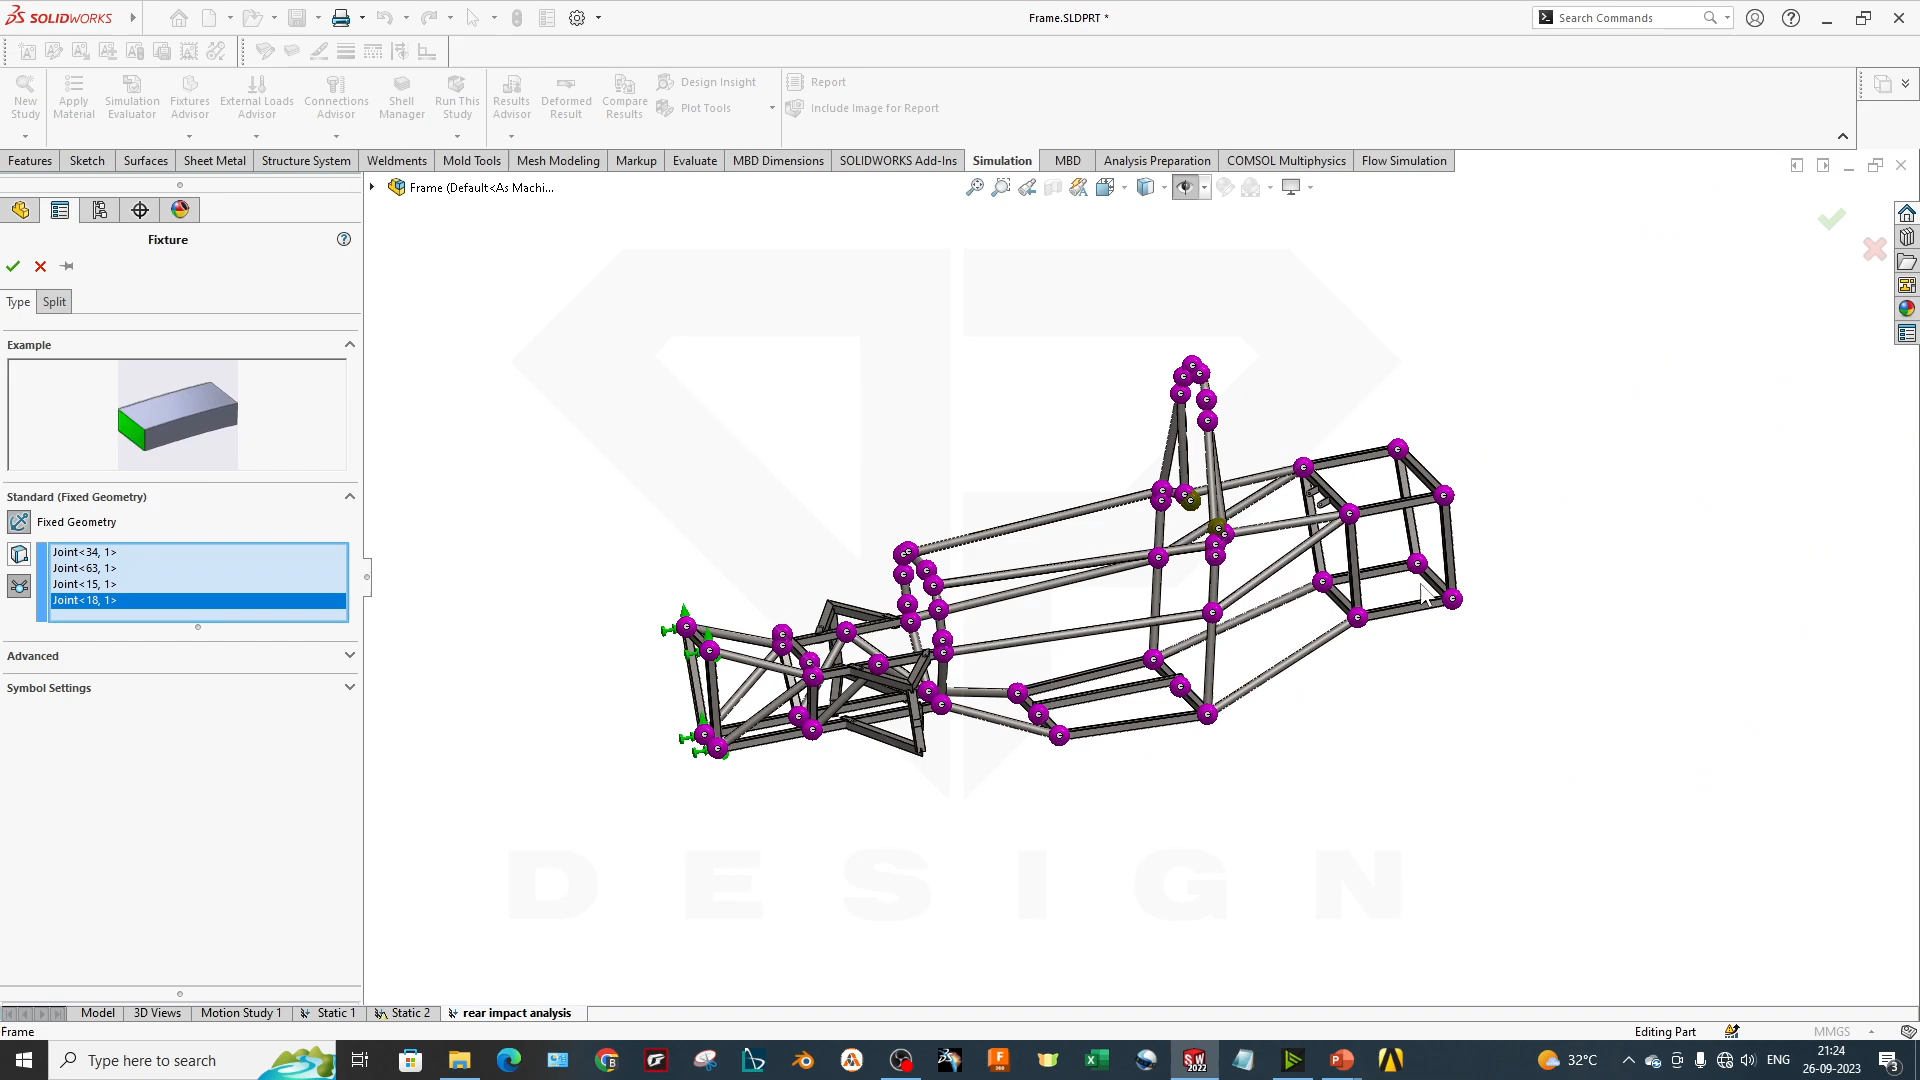 SOLIDWORKS
Frame.SLDPRT *
Search Commands
New Study
Apply Material
Simulation Evaluator
Fixtures Advisor
External Loads Advisor
Connections Advisor
Shell Manager
Run This Study
Results Advisor
Deformed Result
Compare Results
Design Insight
Plot Tools
Report
Include Image for Report
Features
Sketch
Surfaces
Sheet Metal
Structure System
Weldments
Mold Tools
Mesh Modeling
Markup
Evaluate
MBD Dimensions
SOLIDWORKS Add-Ins
Simulation
MBD
Analysis Preparation
COMSOL Multiphysics
Flow Simulation
Frame (Default<As Machi...
Fixture
Type
Split
Example
Standard (Fixed Geometry)
Fixed Geometry
Joint<34, 1>
Joint<63, 1>
Joint<15, 1>
Joint<18, 1>
Advanced
Symbol Settings
DESIGN
Model
3D Views
Motion Study 1
Static 1
Static 2
rear impact analysis
Frame
Editing Part
MMGS
Type here to search
32°C
ENG
21:24
26-09-2023
3